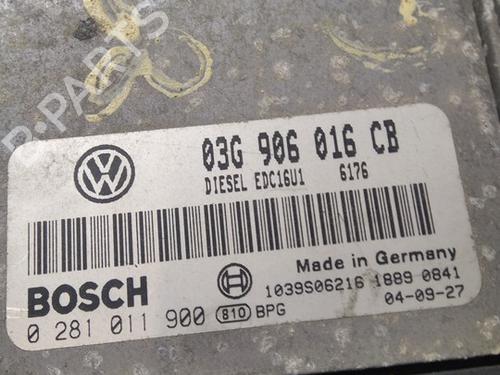 B-PARTS
03G 906 016 CB
DIESEL EDC16U1 6176
BOSCH
Made in Germany
1039S06216 1889 0841
0 281 011 900 810 BPG
04-09-27